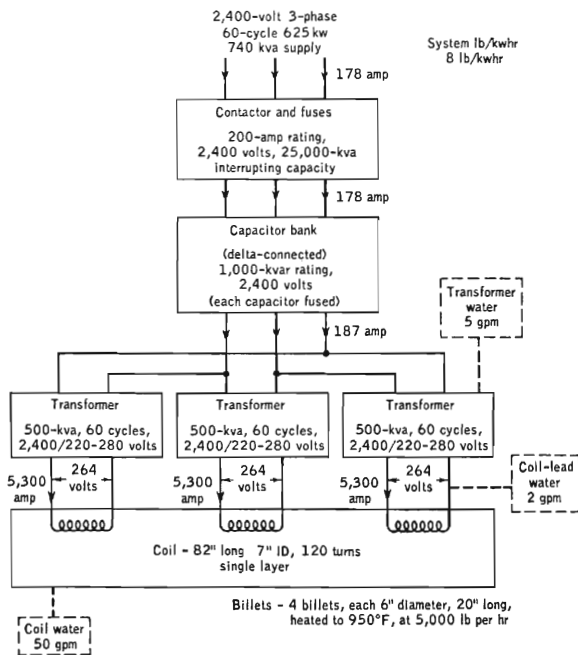 2,400-volt 3-phase
60-cycle 625 kw
740 kva supply
System lb/kwhr
8 lb/kwhr
178 amp
Contactor and fuses
200-amp rating,
2,400 volts, 25,000-kva
interrupting capacity
178 amp
Capacitor bank
(delta-connected)
1,000-kvar rating,
2,400 volts
(each capacitor fused)
Transformer
water
5 gpm
187 amp
Transformer
500-kva, 60 cycles,
2,400/220-280 volts
Transformer
500-kva, 60 cycles,
2,400/220-280 volts
Transformer
500-kva, 60 cycles,
2,400/220-280 volts
5,300
amp
264
volts
5,300
amp
264
volts
5,300
amp
264
volts
Coil-lead
water
2 gpm
Coil - 82" long 7" ID, 120 turns
single layer
Billets - 4 billets, each 6" diameter, 20" long,
heated to 950°F, at 5,000 lb per hr
Coil water
50 gpm